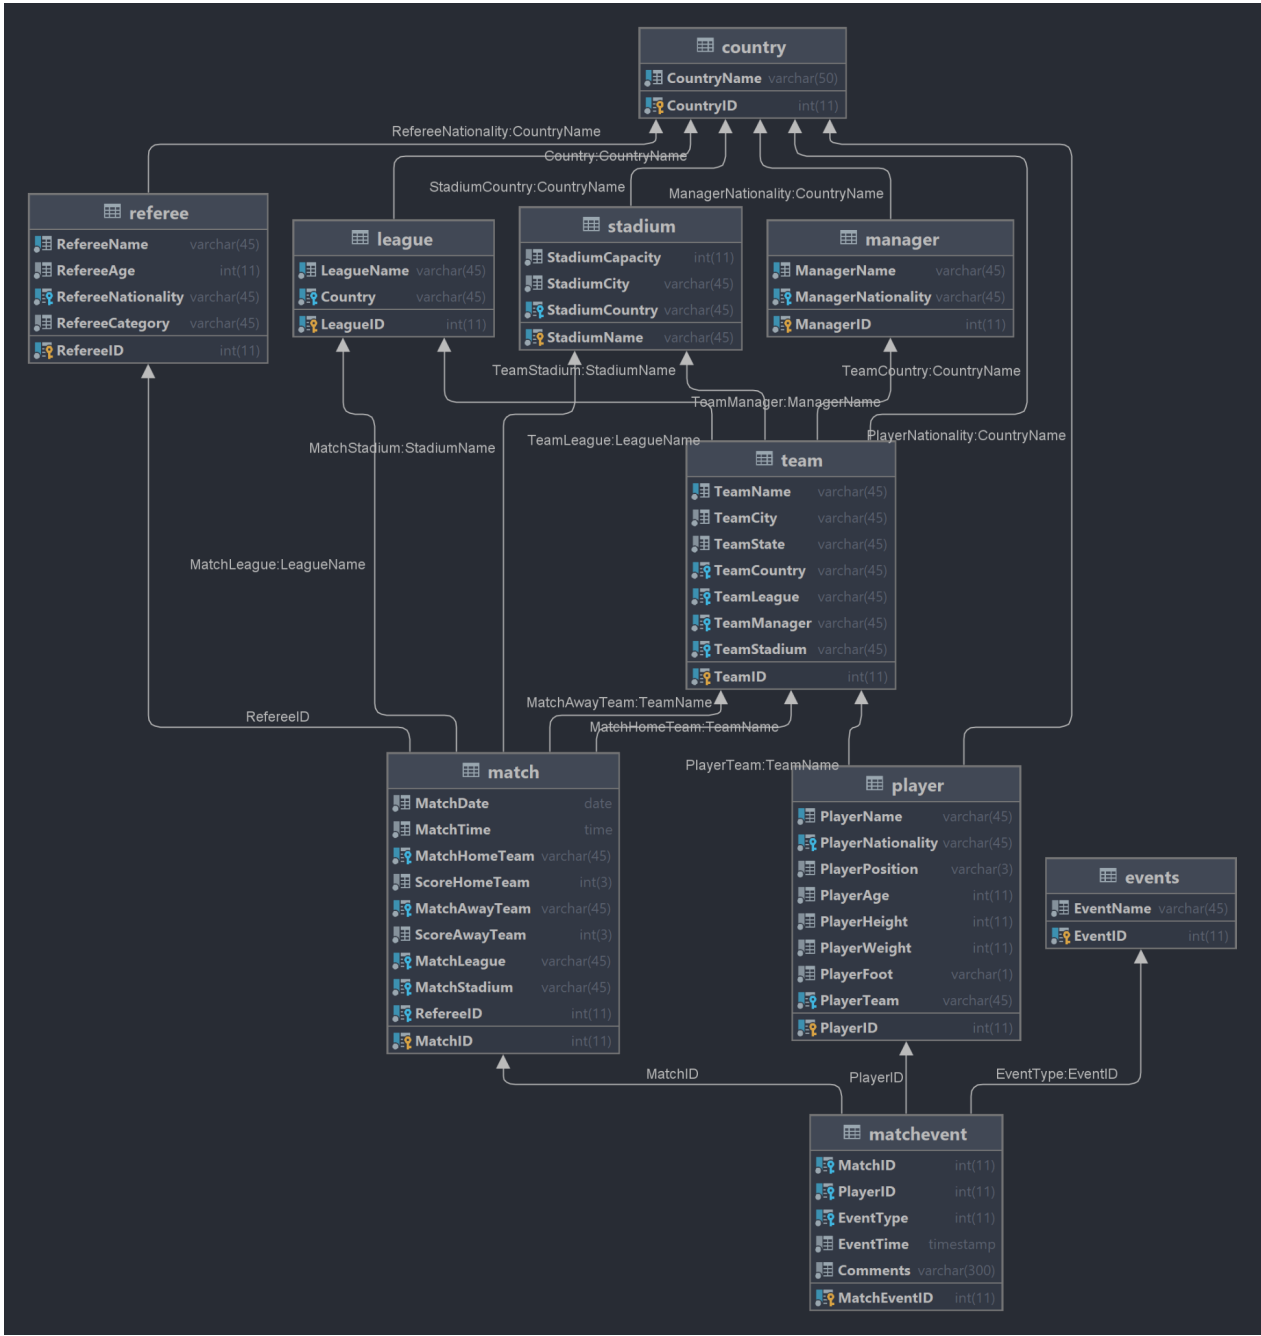 country
CountryName varchar(50)
CountryID int(11)
RefereeNationality:CountryName
Country:CountryName
StadiumCountry:CountryName
ManagerNationality:CountryName
referee
RefereeName varchar(45)
RefereeAge int(11)
RefereeNationality varchar(45)
RefereeCategory varchar(45)
RefereeID int(11)
league
LeagueName varchar(45)
Country varchar(45)
LeagueID int(11)
stadium
StadiumCapacity int(11)
StadiumCity varchar(45)
StadiumCountry varchar(45)
StadiumName varchar(45)
manager
ManagerName varchar(45)
ManagerNationality varchar(45)
ManagerID int(11)
TeamStadium:StadiumName
TeamCountry:CountryName
TeamManager:ManagerName
TeamLeague:LeagueName
PlayerNationality:CountryName
MatchStadium:StadiumName
MatchLeague:LeagueName
team
TeamName varchar(45)
TeamCity varchar(45)
TeamState varchar(45)
TeamCountry varchar(45)
TeamLeague varchar(45)
TeamManager varchar(45)
TeamStadium varchar(45)
TeamID int(11)
RefereeID
MatchAwayTeam:TeamName
MatchHomeTeam:TeamName
PlayerTeam:TeamName
match
MatchDate date
MatchTime time
MatchHomeTeam varchar(45)
ScoreHomeTeam int(3)
MatchAwayTeam varchar(45)
ScoreAwayTeam int(3)
MatchLeague varchar(45)
MatchStadium varchar(45)
RefereeID int(11)
MatchID int(11)
player
PlayerName varchar(45)
PlayerNationality varchar(45)
PlayerPosition varchar(3)
PlayerAge int(11)
PlayerHeight int(11)
PlayerWeight int(11)
PlayerFoot varchar(1)
PlayerTeam varchar(45)
PlayerID int(11)
events
EventName varchar(45)
EventID int(11)
MatchID
PlayerID
EventType:EventID
matchevent
MatchID int(11)
PlayerID int(11)
EventType int(11)
EventTime timestamp
Comments varchar(300)
MatchEventID int(11)